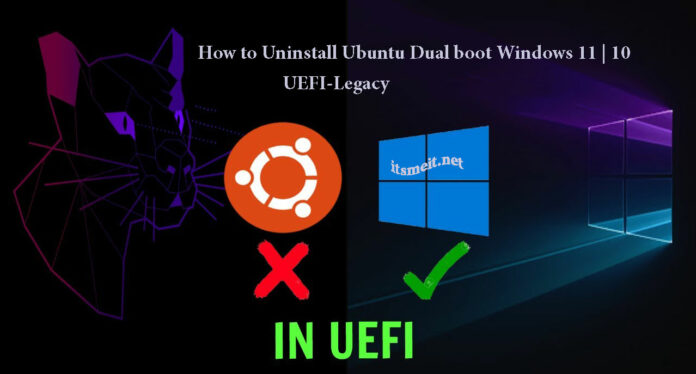 How to Uninstall Ubuntu Dual boot Windows 11 | 10
UEFI-Legacy
itsmeit.net
IN UEFI